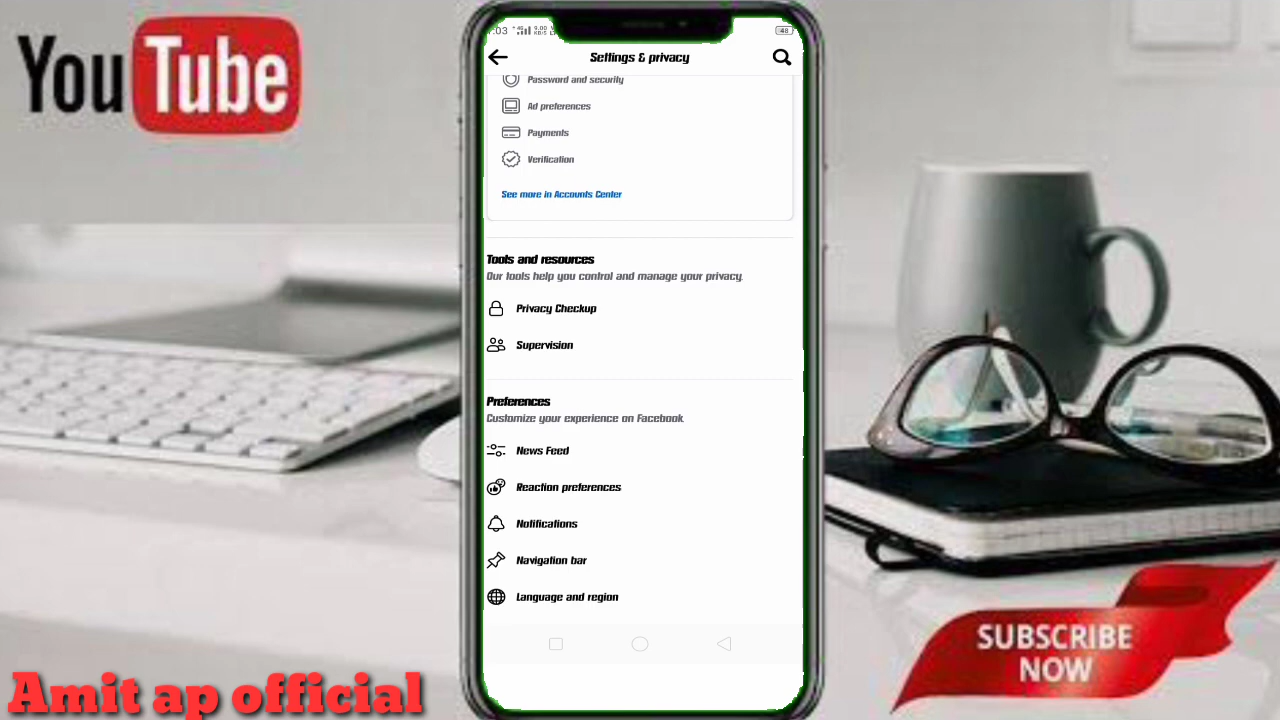 YouTube
:03
48
Settings & privacy
Password and security
Ad preferences
Payments
Verification
See more in Accounts Center
Tools and resources
Our tools help you control and manage your privacy.
Privacy Checkup
Supervision
Preferences
Customize your experience on Facebook.
News Feed
Reaction preferences
Notifications
Navigation bar
Language and region
SUBSCRIBE
NOW
Amit ap official